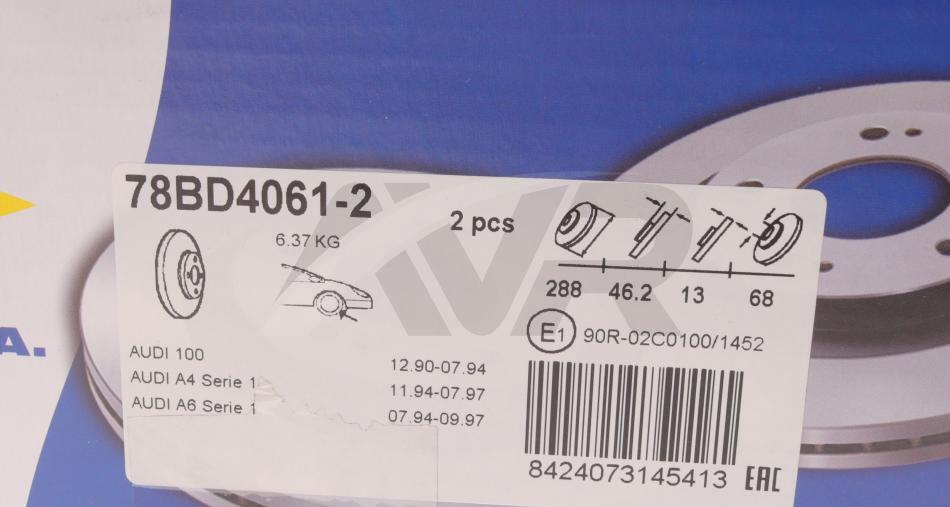 78BD4061-2
2 pcs
6.37 KG
288 46.2 13 68
E1 90R-02C0100/1452
AUDI 100 12.90-07.94
AUDI A4 Serie 1 11.94-07.97
AUDI A6 Serie 1 07.94-09.97
8424073145413 EAC
A.
AVR